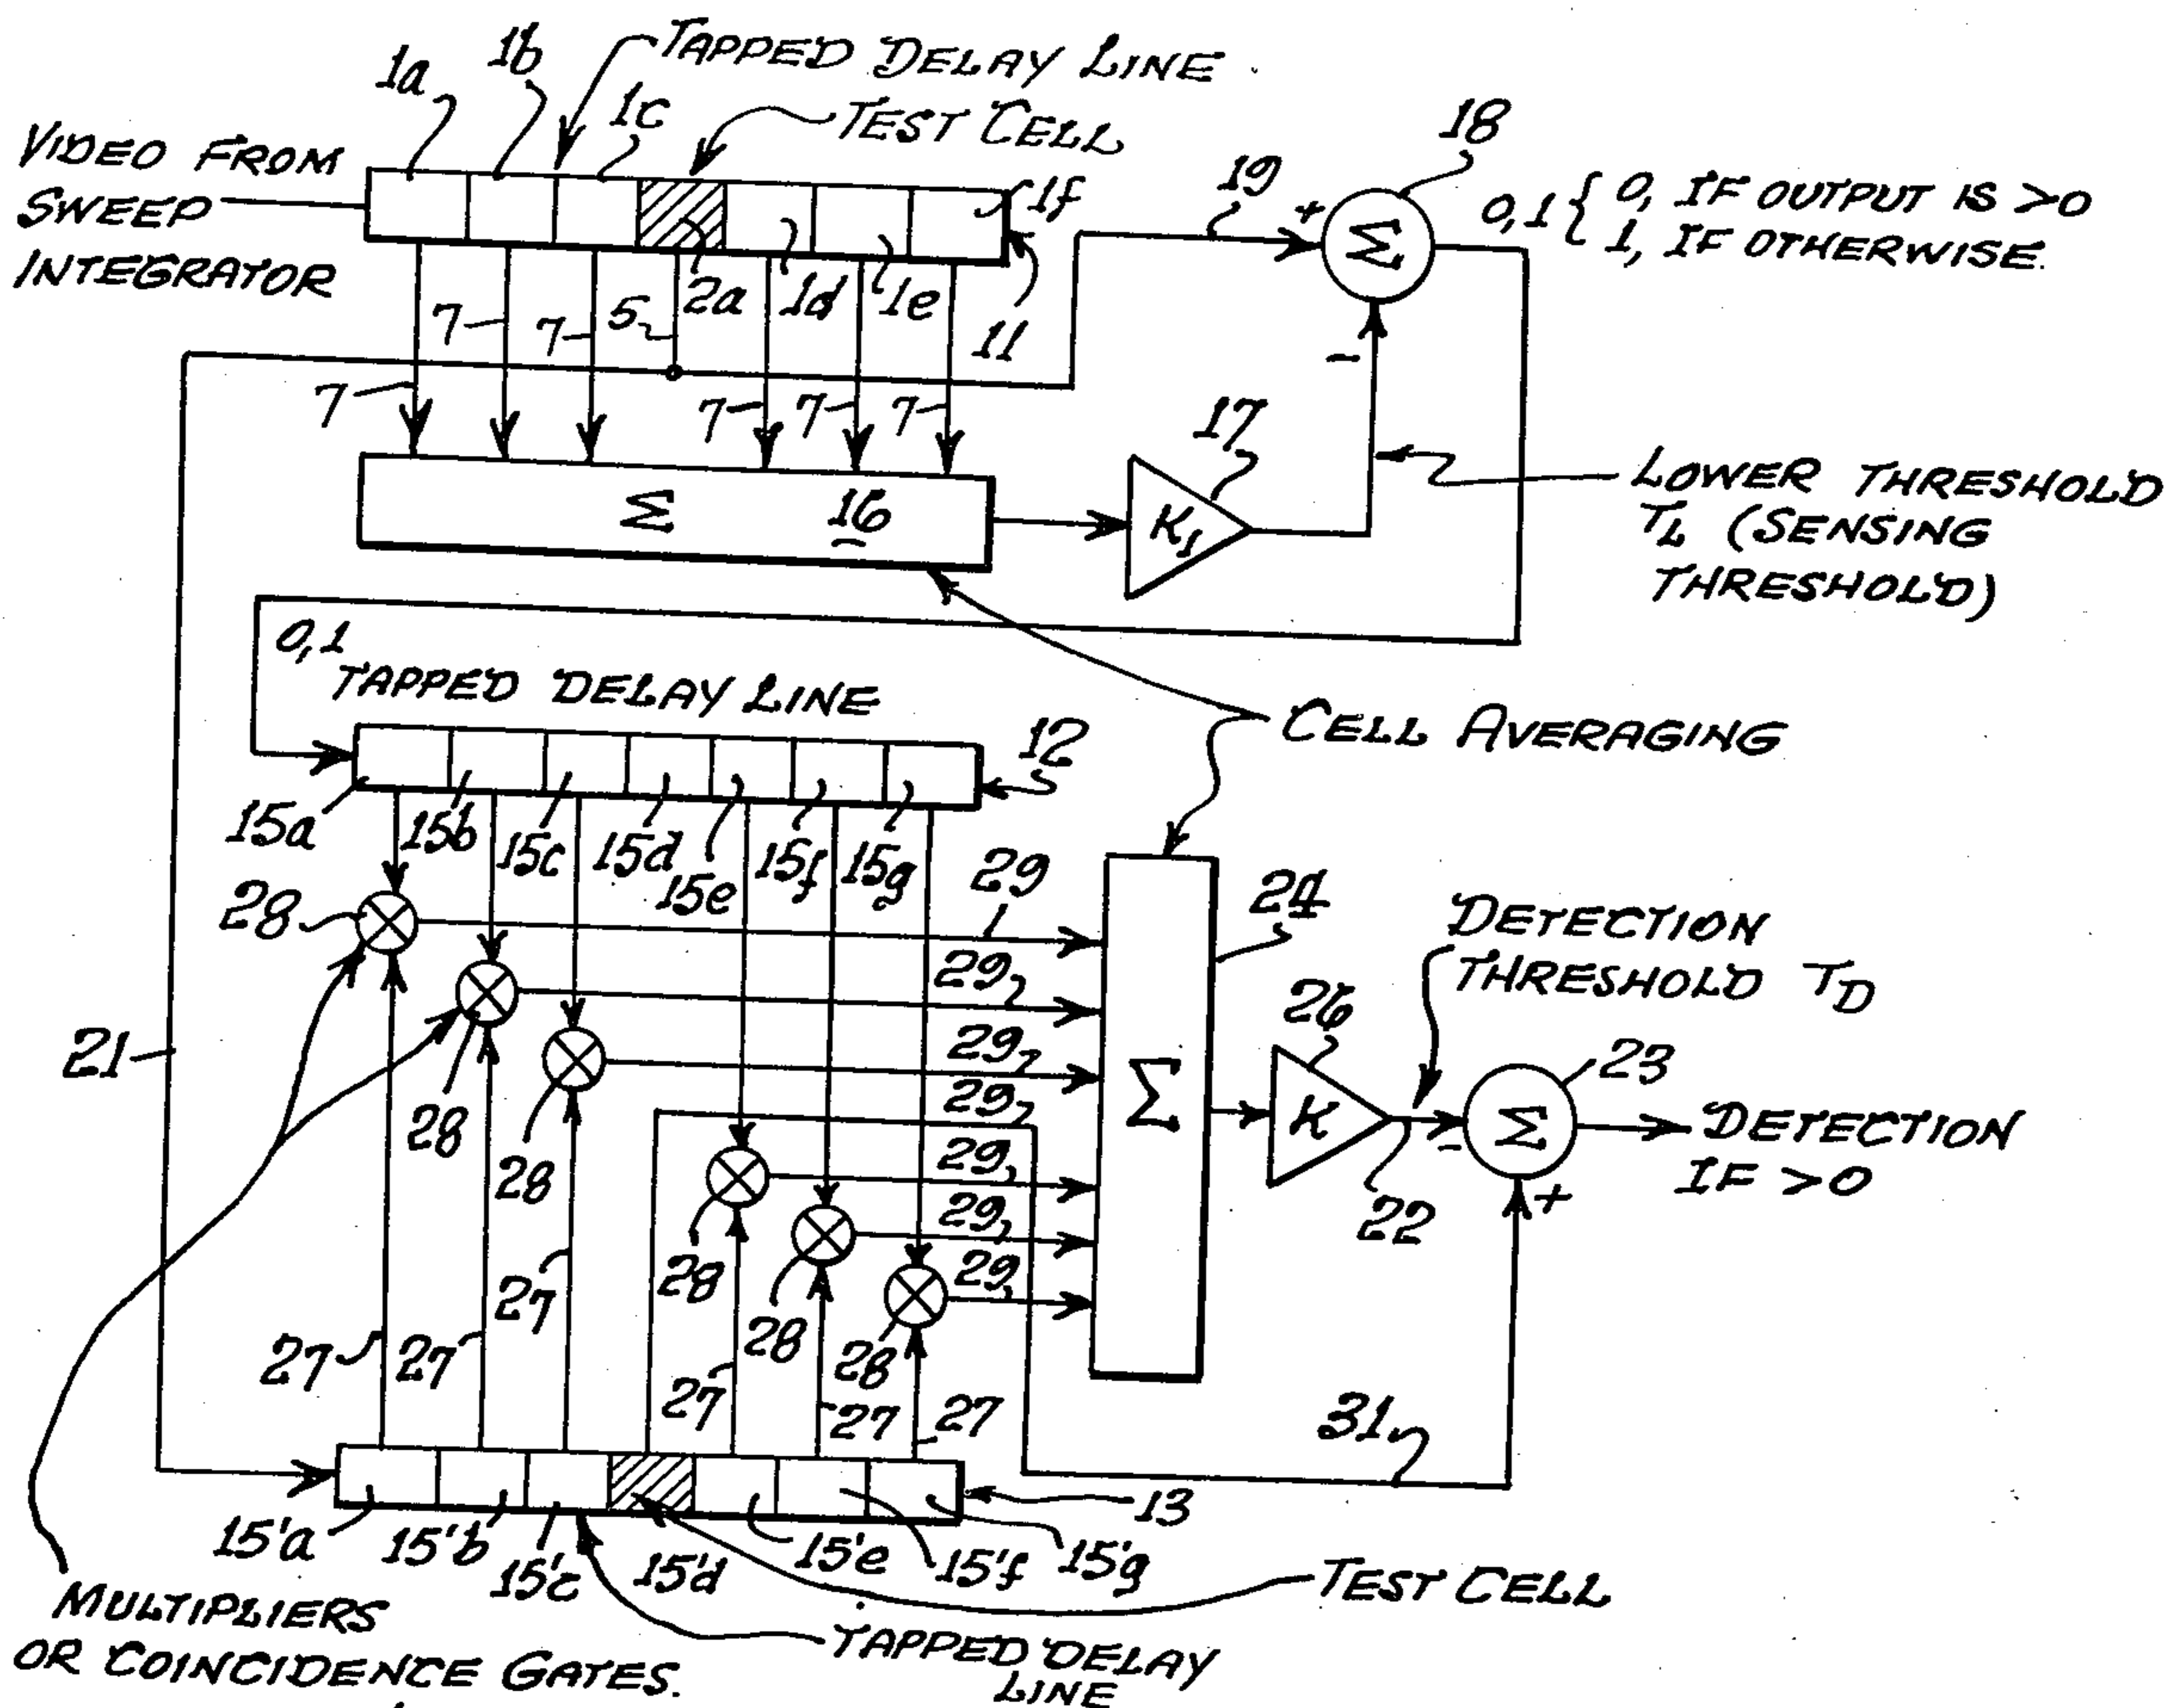 TAPPED DELAY LINE
TEST CELL
1a
1b
1c
VIDEO FROM
SWEEP
INTEGRATOR
1f
18
19
+
Σ
0,1 { 0, IF OUTPUT IS >0
1, IF OTHERWISE.
2a
1d
1e
11
5
7
7
7
7
7
7
-
17
Σ 16
K1
LOWER THRESHOLD
TL (SENSING
THRESHOLD)
0,1
TAPPED DELAY LINE
12
CELL AVERAGING
15a
15b
15c
15d
15e
15f
15g
29
24
28
29
DETECTION
THRESHOLD TD
26
29
21
28
29
Σ
K
23
Σ
DETECTION
IF >0
28
29
-
+
22
28
29
27
28
29
28
27
27
27
27
27
31
13
15'a
15'b
15'c
15'd
15'e
15'f
15'g
TEST CELL
MULTIPLIERS
OR COINCIDENCE GATES.
TAPPED DELAY
LINE